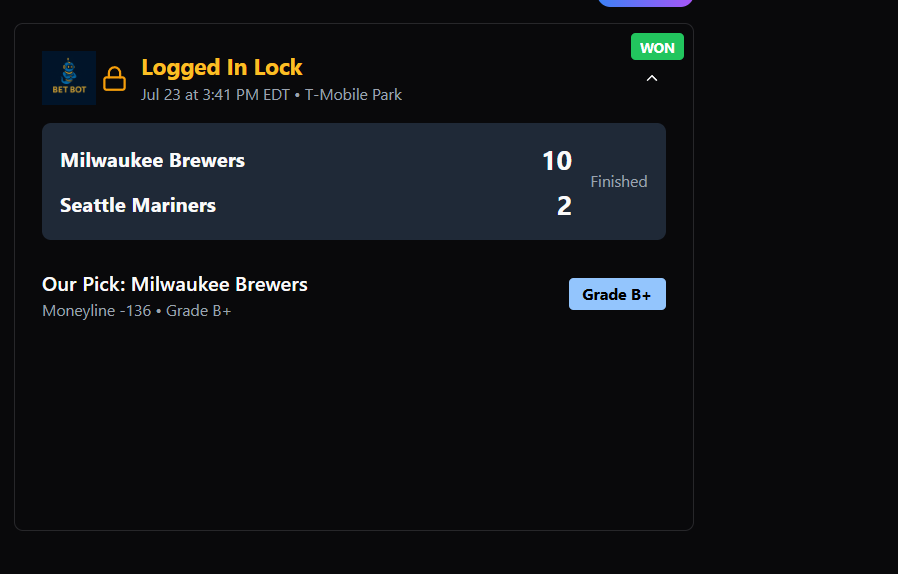 WON
BET BOT
Logged In Lock
Jul 23 at 3:41 PM EDT • T-Mobile Park
Milwaukee Brewers 10
Finished
Seattle Mariners 2
Our Pick: Milwaukee Brewers
Moneyline -136 • Grade B+
Grade B+